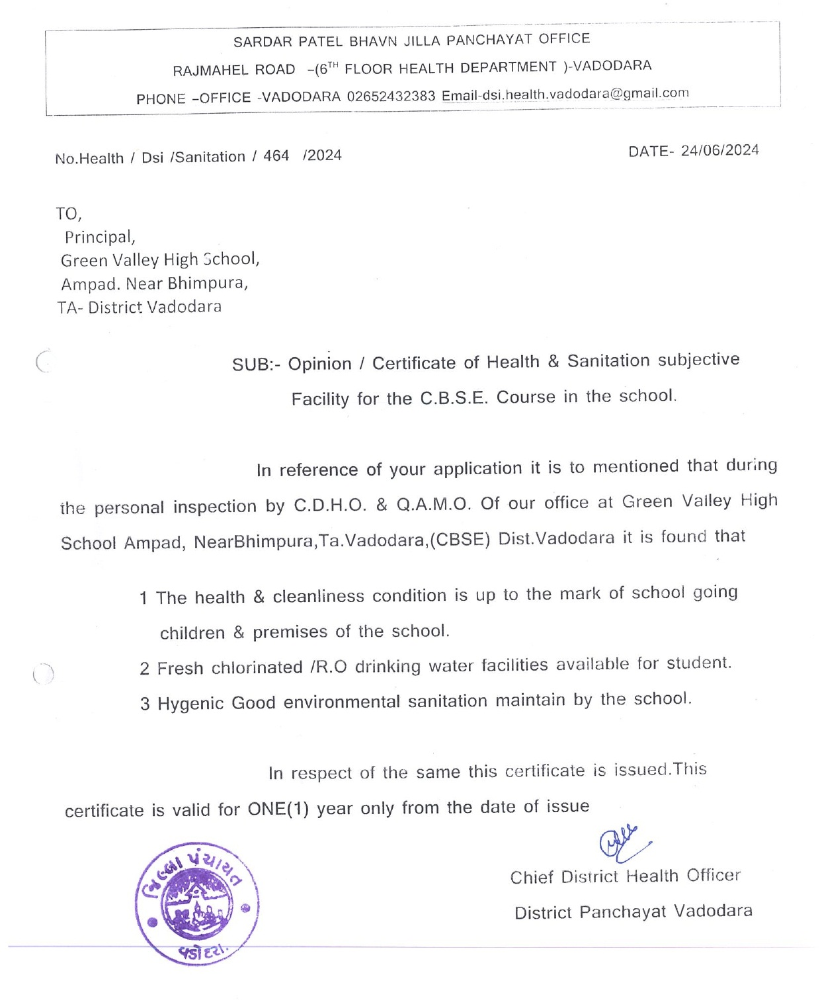 SARDAR PATEL BHAVN JILLA PANCHAYAT OFFICE
RAJMAHEL ROAD –(6TH FLOOR HEALTH DEPARTMENT )-VADODARA
PHONE –OFFICE -VADODARA 02652432383 Email-dsi.health.vadodara@gmail.com
No.Health / Dsi /Sanitation / 464 /2024
DATE- 24/06/2024
TO,
Principal,
Green Valley High School,
Ampad. Near Bhimpura,
TA- District Vadodara
SUB:- Opinion / Certificate of Health & Sanitation subjective
Facility for the C.B.S.E. Course in the school.
In reference of your application it is to mentioned that during
the personal inspection by C.D.H.O. & Q.A.M.O. Of our office at Green Valley High
School Ampad, NearBhimpura,Ta.Vadodara,(CBSE) Dist.Vadodara it is found that
1 The health & cleanliness condition is up to the mark of school going
children & premises of the school.
2 Fresh chlorinated /R.O drinking water facilities available for student.
3 Hygenic Good environmental sanitation maintain by the school.
In respect of the same this certificate is issued.This
certificate is valid for ONE(1) year only from the date of issue
Chief District Health Officer
District Panchayat Vadodara
જિલ્લા પંચાયત
વડોદરા.